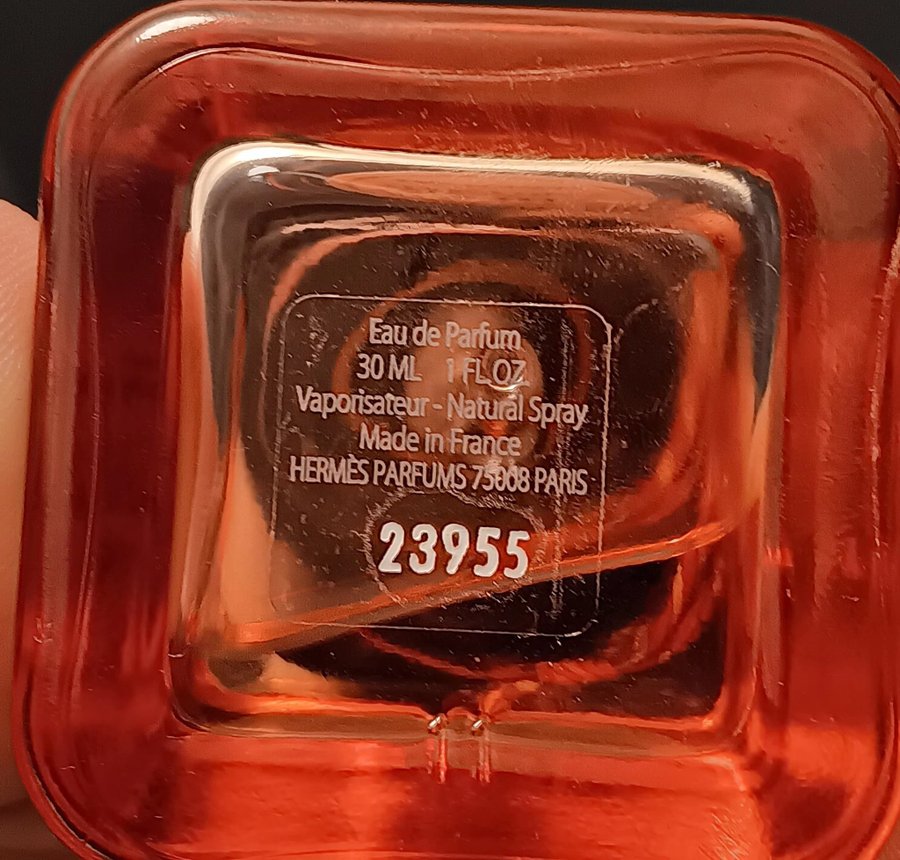 Eau de Parfum
30 ML 1 FL.OZ.
Vaporisateur - Natural Spray
Made in France
HERMÈS PARFUMS 75008 PARIS
23955